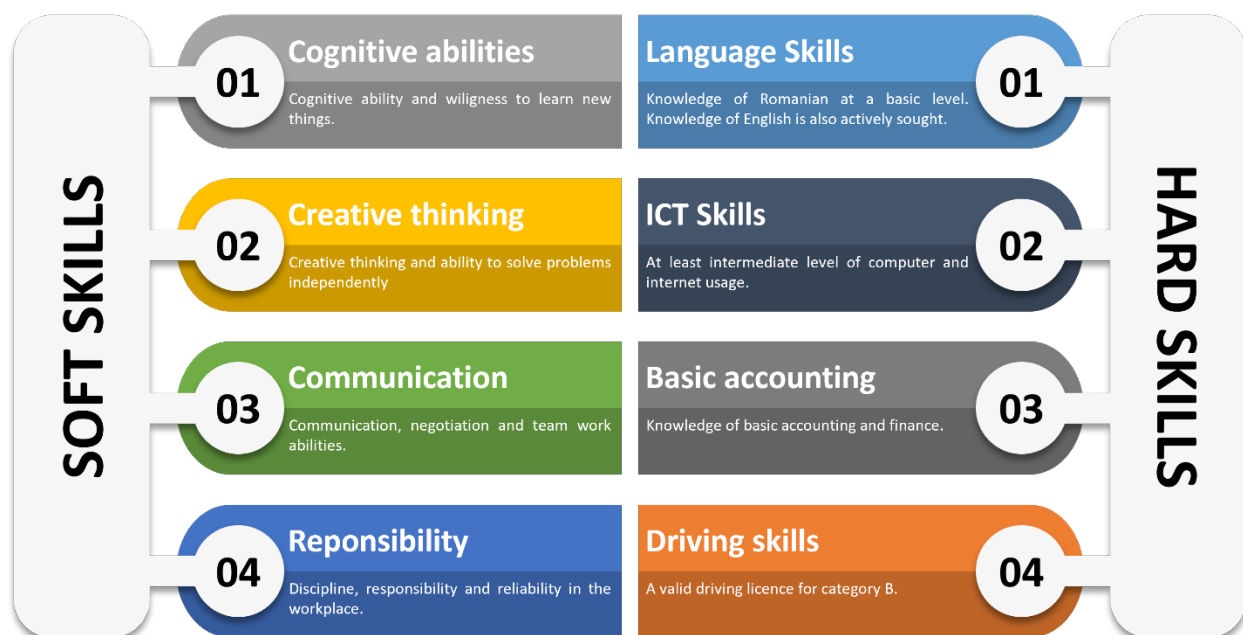 SOFT SKILLS
01
Cognitive abilities
Cognitive ability and wiligness to learn new
things.
02
Creative thinking
Creative thinking and ability to solve problems
independently
03
Communication
Communication, negotiation and team work
abilities.
04
Reponsibility
Discipline, responsibility and reliability in the
workplace.
HARD SKILLS
Language Skills
01
Knowledge of Romanian at a basic level.
Knowledge of English is also actively sought.
ICT Skills
02
At least intermediate level of computer and
internet usage.
Basic accounting
03
Knowledge of basic accounting and finance.
Driving skills
04
A valid driving licence for category B.